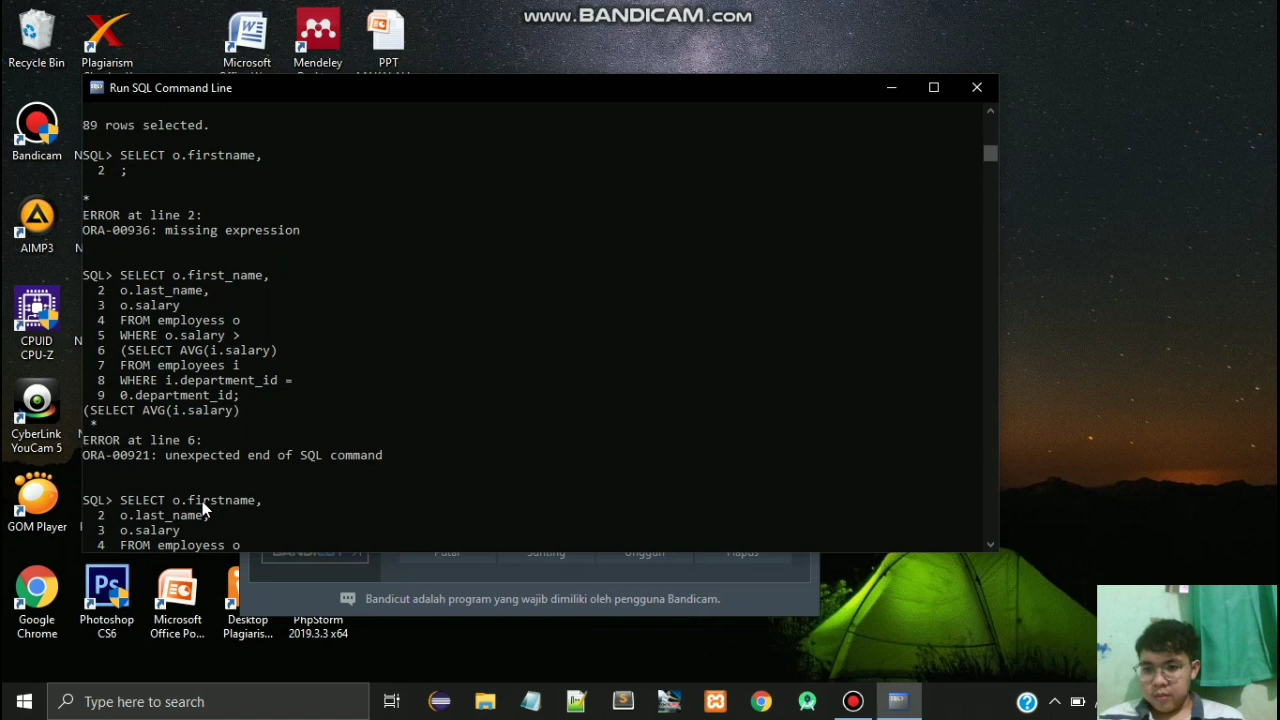 www.BANDICAM.com
Recycle Bin
Plagiarism
Microsoft
Mendeley
PPT
Run SQL Command Line
89 rows selected.
SQL> SELECT o.firstname,
2 ;
*
ERROR at line 2:
ORA-00936: missing expression
SQL> SELECT o.first_name,
2 o.last_name,
3 o.salary
4 FROM employess o
5 WHERE o.salary >
6 (SELECT AVG(i.salary)
7 FROM employees i
8 WHERE i.department_id =
9 0.department_id;
(SELECT AVG(i.salary)
*
ERROR at line 6:
ORA-00921: unexpected end of SQL command
SQL> SELECT o.firstname,
2 o.last_name,
3 o.salary
4 FROM employess o
Bandicam
AIMP3
CPUID
CPU-Z
CyberLink
YouCam 5
GOM Player
Bandicut adalah program yang wajib dimiliki oleh pengguna Bandicam.
Google
Chrome
Photoshop
CS6
Microsoft
Office Po...
Desktop
Plagiaris...
PhpStorm
2019.3.3 x64
Type here to search